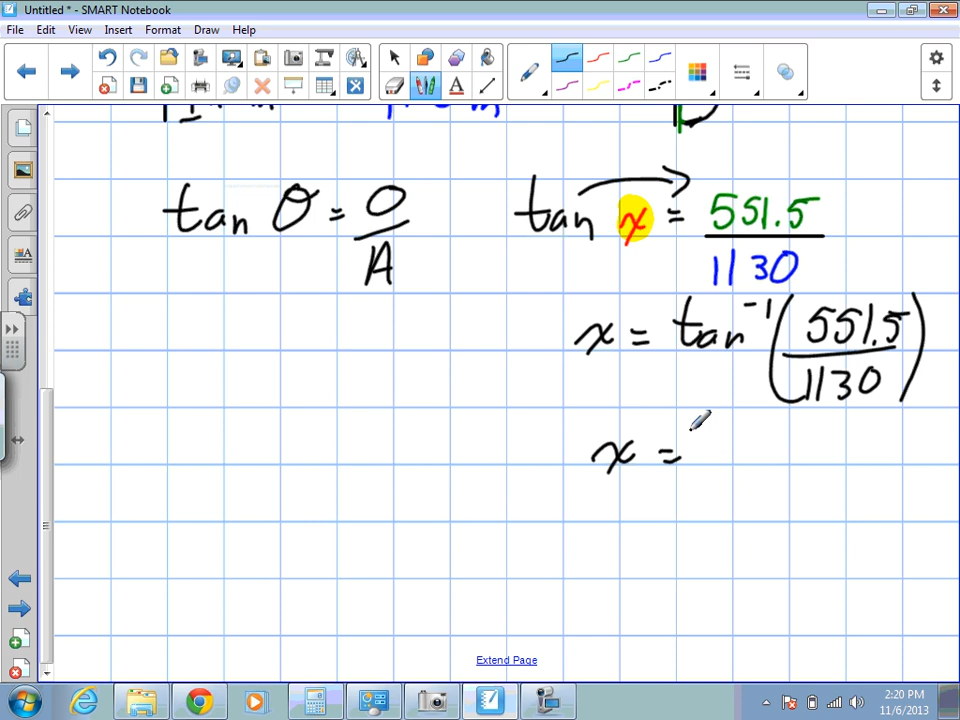 Untitled * - SMART Notebook
File Edit View Insert Format Draw Help
tan θ = O/A
tan x = 551.5/1130
x = tan⁻¹(551.5/1130)
x =
Extend Page
2:20 PM
11/6/2013